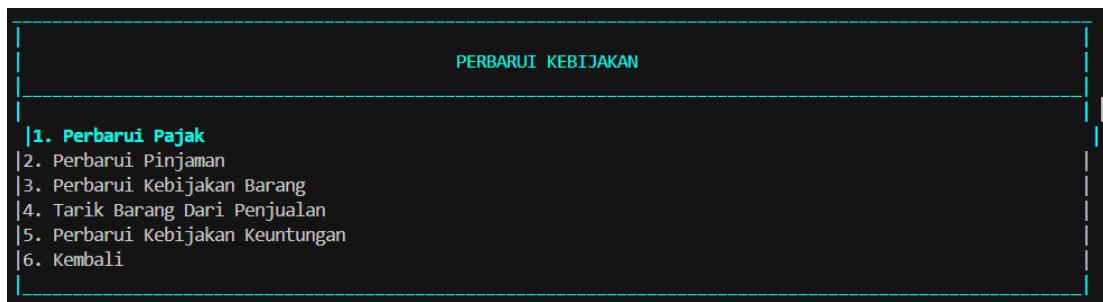 PERBARUI KEBIJAKAN
|1. Perbarui Pajak
|2. Perbarui Pinjaman
|3. Perbarui Kebijakan Barang
|4. Tarik Barang Dari Penjualan
|5. Perbarui Kebijakan Keuntungan
|6. Kembali